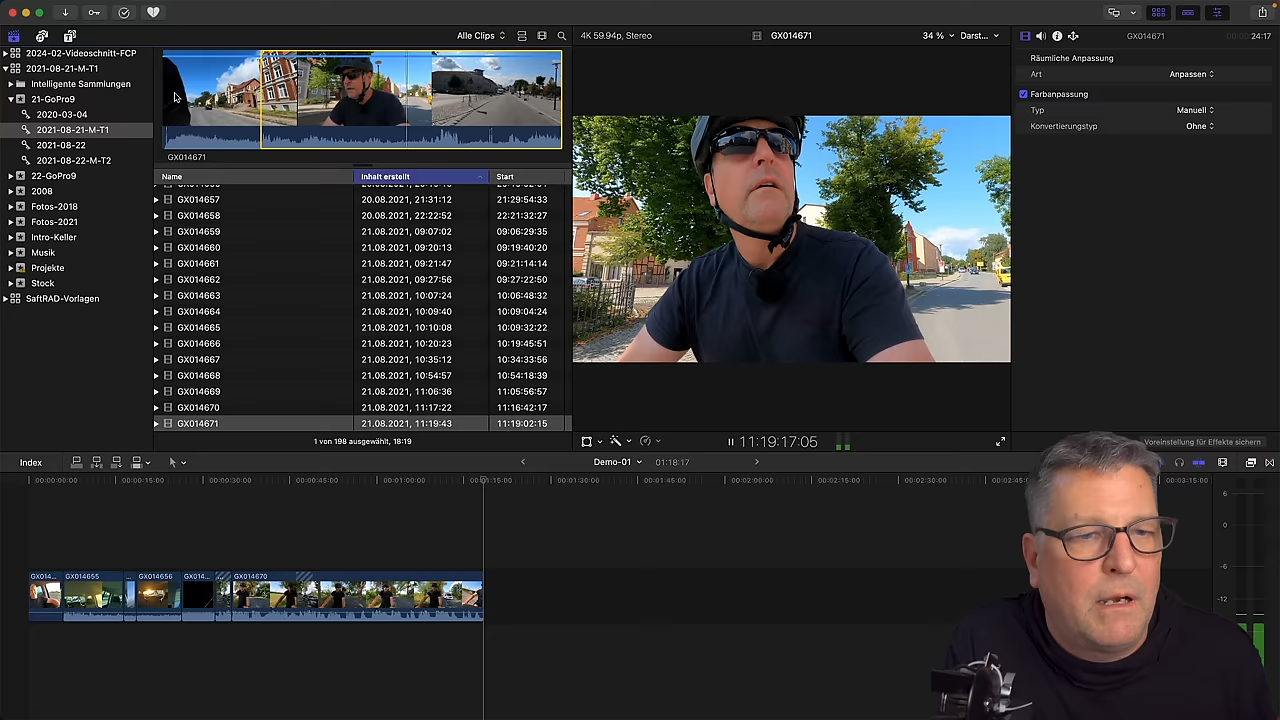 Alle Clips
4K 59.94p, Stereo
GX014671
34 %
Darst...
GX014671
24:17
2024-02-Videoschnitt-FCP
2021-08-21-M-T1
Intelligente Sammlungen
21-GoPro9
2020-03-04
2021-08-21-M-T1
2021-08-22
2021-08-22-M-T2
22-GoPro9
2008
Fotos-2018
Fotos-2021
Intro-Keller
Musik
Projekte
Stock
SaftRAD-Vorlagen
GX014671
Name Inhalt erstellt Start
GX014657 20.08.2021, 21:31:12 21:29:54:33
GX014658 20.08.2021, 22:22:52 22:21:32:27
GX014659 21.08.2021, 09:07:02 09:06:29:35
GX014660 21.08.2021, 09:20:13 09:19:40:20
GX014661 21.08.2021, 09:21:47 09:21:14:14
GX014662 21.08.2021, 09:27:56 09:27:22:50
GX014663 21.08.2021, 10:07:24 10:06:48:32
GX014664 21.08.2021, 10:09:40 10:09:04:24
GX014665 21.08.2021, 10:10:08 10:09:32:22
GX014666 21.08.2021, 10:20:23 10:19:45:51
GX014667 21.08.2021, 10:35:12 10:34:33:56
GX014668 21.08.2021, 10:54:57 10:54:18:39
GX014669 21.08.2021, 11:06:36 11:05:56:57
GX014670 21.08.2021, 11:17:22 11:16:42:17
GX014671 21.08.2021, 11:19:43 11:19:02:15
1 von 198 ausgewählt, 18:19
11:19:17:05
Räumliche Anpassung
Art Anpassen
Farbanpassung
Typ Manuell
Konvertierungstyp Ohne
Voreinstellung für Effekte sichern
Index
Demo-01
01:18:17
00:00:00:00
00:00:15:00
00:00:30:00
00:00:45:00
00:01:00:00
00:01:30:00
00:01:45:00
00:02:00:00
00:02:15:00
00:02:30:00
00:03:15:00
GX014...
GX014655
...
GX014656
GX014...
GX014670
6
0
-6
-12